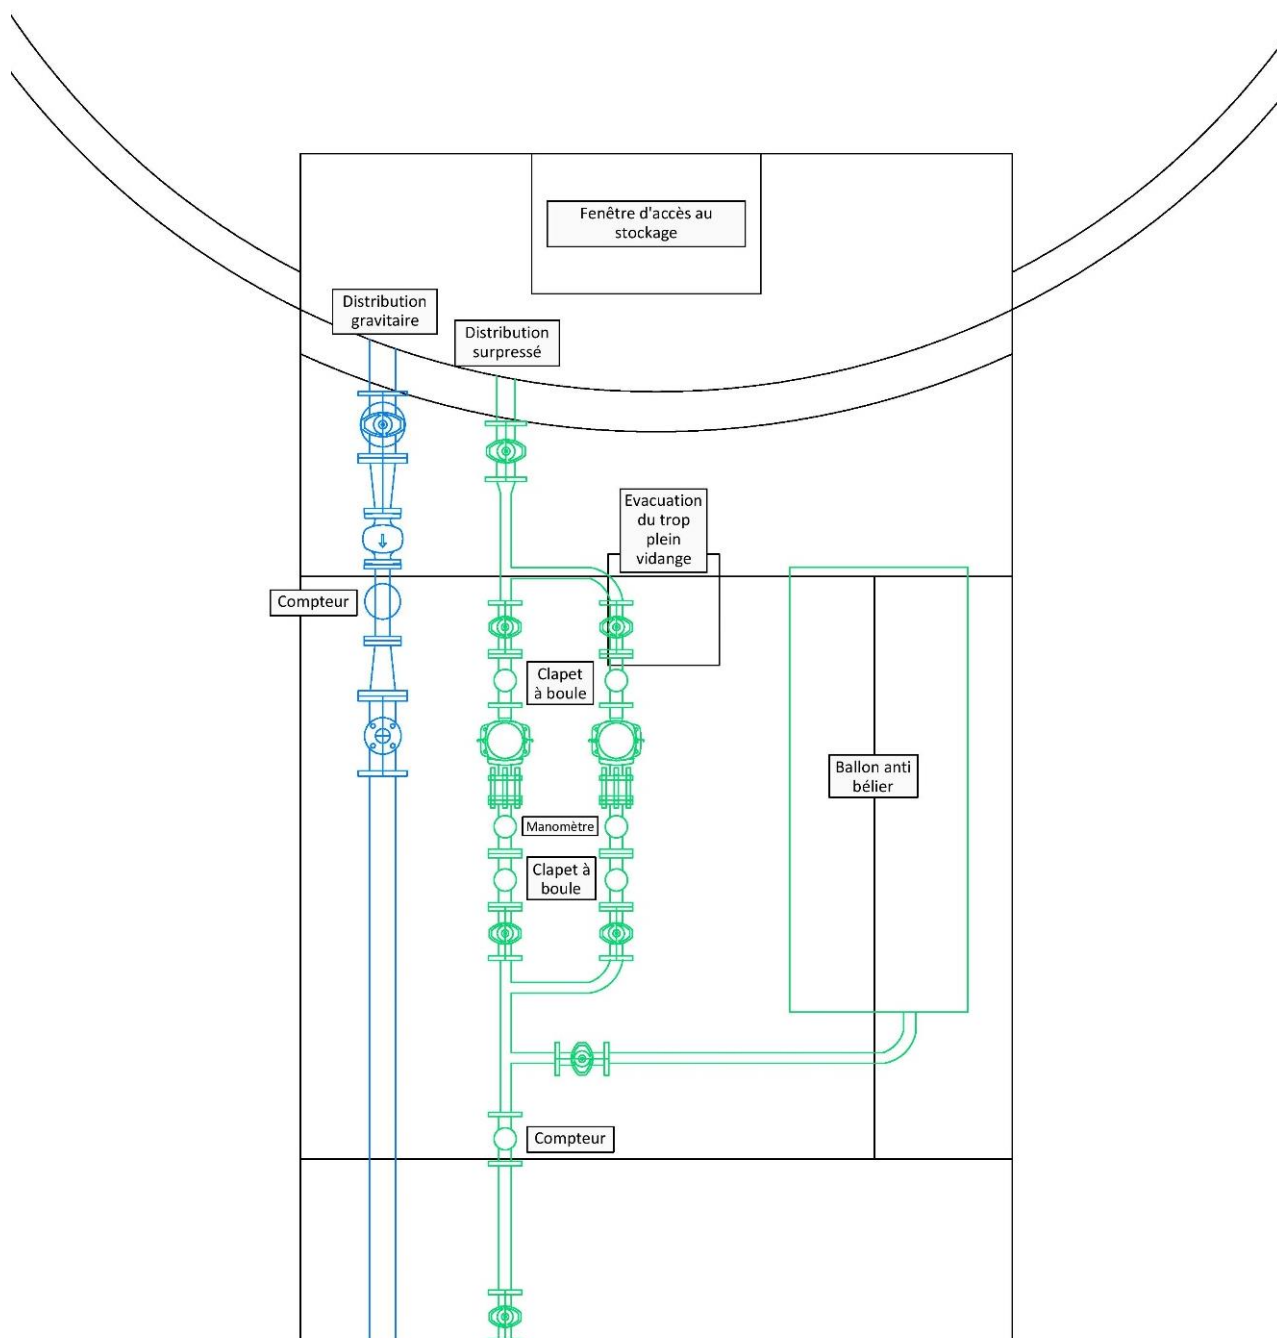 Fenêtre d'accès au
stockage
Distribution
gravitaire
Distribution
surpressé
Evacuation
du trop
plein
vidange
Compteur
Clapet
à boule
Ballon anti
bélier
Manomètre
Clapet à
boule
Compteur